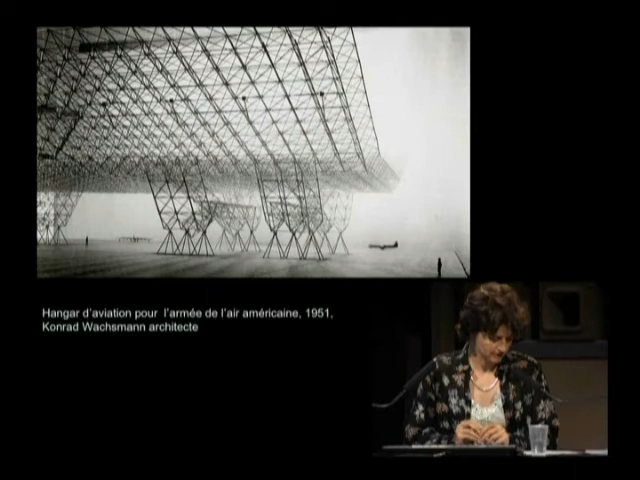 Hangar d'aviation pour l'armée de l'air américaine, 1951,
Konrad Wachsmann architecte